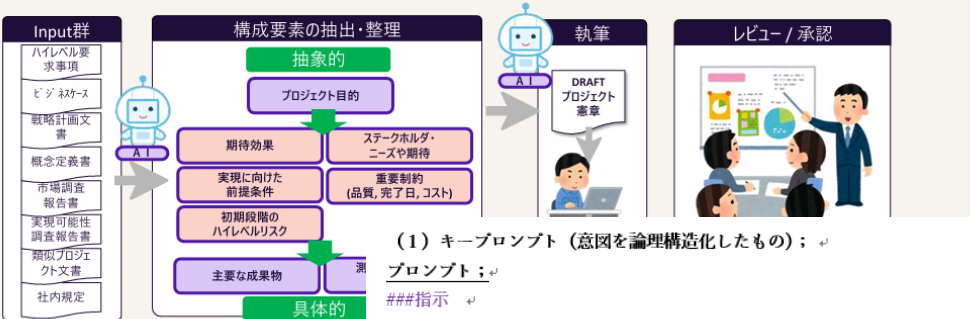 Input群
ハイレベル要
求事項
ビジネスケース
戦略計画文
書
概念定義書
市場調査
報告書
実現可能性
調査報告書
類似プロジェ
クト文書
社内規定
AI
構成要素の抽出・整理
抽象的
プロジェクト目的
期待効果
ステークホルダ・
ニーズや期待
実現に向けた
前提条件
重要制約
(品質, 完了日, コスト)
初期段階の
ハイレベルリスク
主要な成果物
測
具体的
AI
執筆
DRAFT
プロジェクト
憲章
レビュー / 承認
（1）キープロンプト（意図を論理構造化したもの）；
プロンプト；
###指示